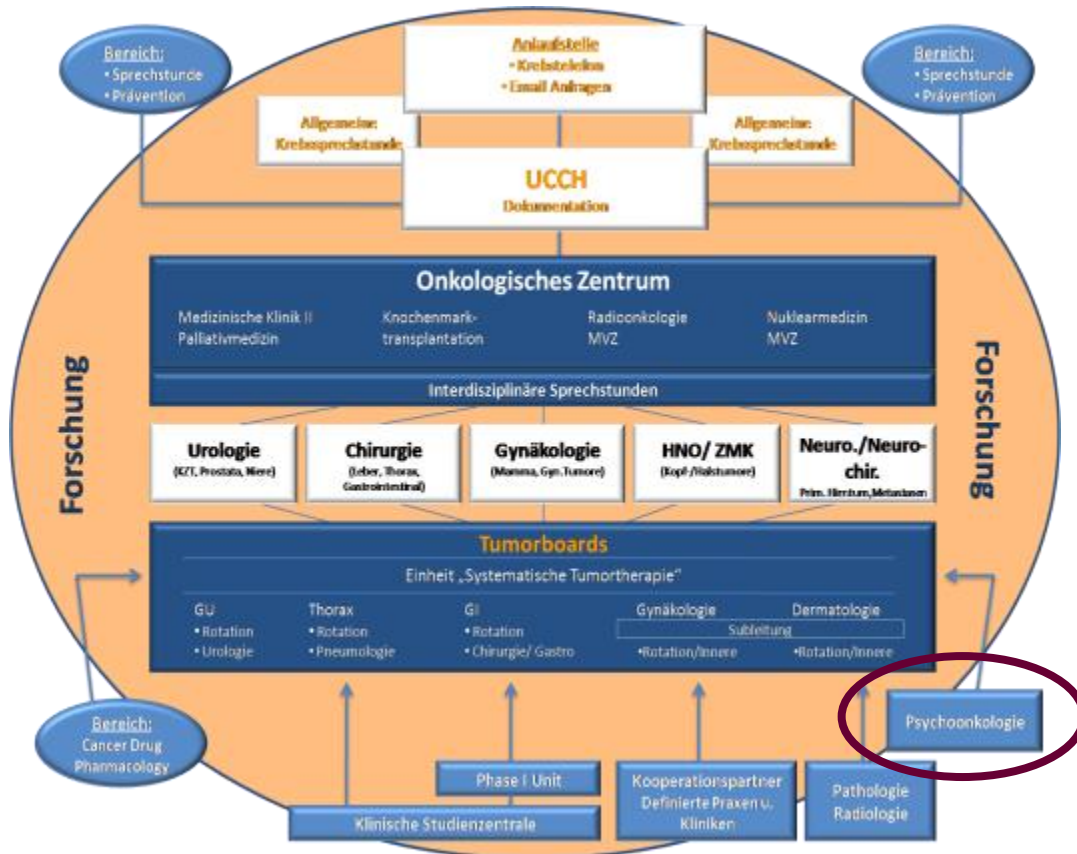 Bereich:
• Sprechstunde
• Prävention
Anlaufstelle
• Krebstelefon
• Email Anfragen
Bereich:
• Sprechstunde
• Prävention
Allgemeine
Krebssprechstunde
Allgemeine
Krebssprechstunde
UCCH
Dokumentation
Onkologisches Zentrum
Medizinische Klinik II
Palliativmedizin
Knochenmark-
transplantation
Radioonkologie
MVZ
Nuklearmedizin
MVZ
Interdisziplinäre Sprechstunden
Forschung
Forschung
Urologie
(KZT, Prostata, Niere)
Chirurgie
(Leber, Thorax,
Gastrointestinal)
Gynäkologie
(Mamma, Gyn.Tumore)
HNO/ ZMK
(Kopf-/Halstumore)
Neuro./Neuro-
chir.
Prim. Hirntum,Metastasen
Tumorboards
Einheit „Systematische Tumortherapie“
GU
• Rotation
• Urologie
Thorax
• Rotation
• Pneumologie
GI
• Rotation
• Chirurgie/ Gastro
Gynäkologie
Dermatologie
Subleitung
•Rotation/Innere
•Rotation/Innere
Bereich:
Cancer Drug
Pharmacology
Psychoonkologie
Phase I Unit
Klinische Studienzentrale
Kooperationspartner
Definierte Praxen u.
Kliniken
Pathologie
Radiologie